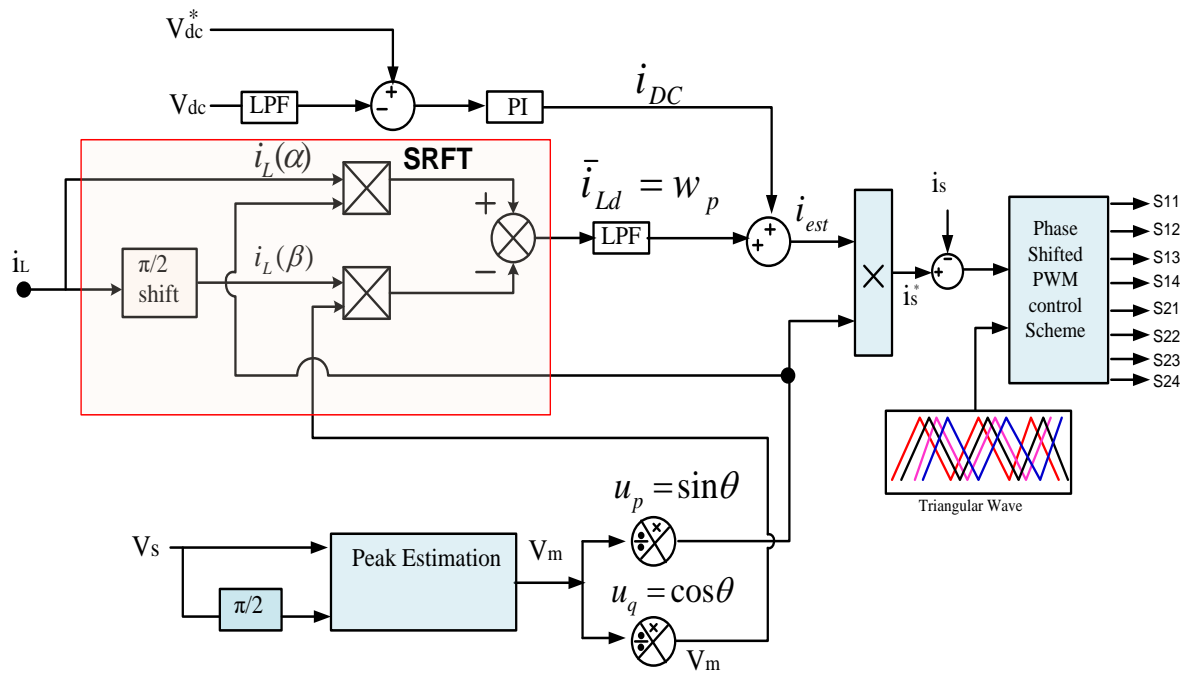 V*dc
Vdc
LPF
+
−
PI
iDC
SRFT
iL(α)
+
−
īLd = wp
LPF
+
+
iest
iL
π/2
shift
iL(β)
×
is*
is
+
-
Phase
Shifted
PWM
control
Scheme
S11
S12
S13
S14
S21
S22
S23
S24
Triangular Wave
Vs
π/2
Peak Estimation
Vm
up = sinθ
÷ ×
uq = cosθ
÷ ×
Vm